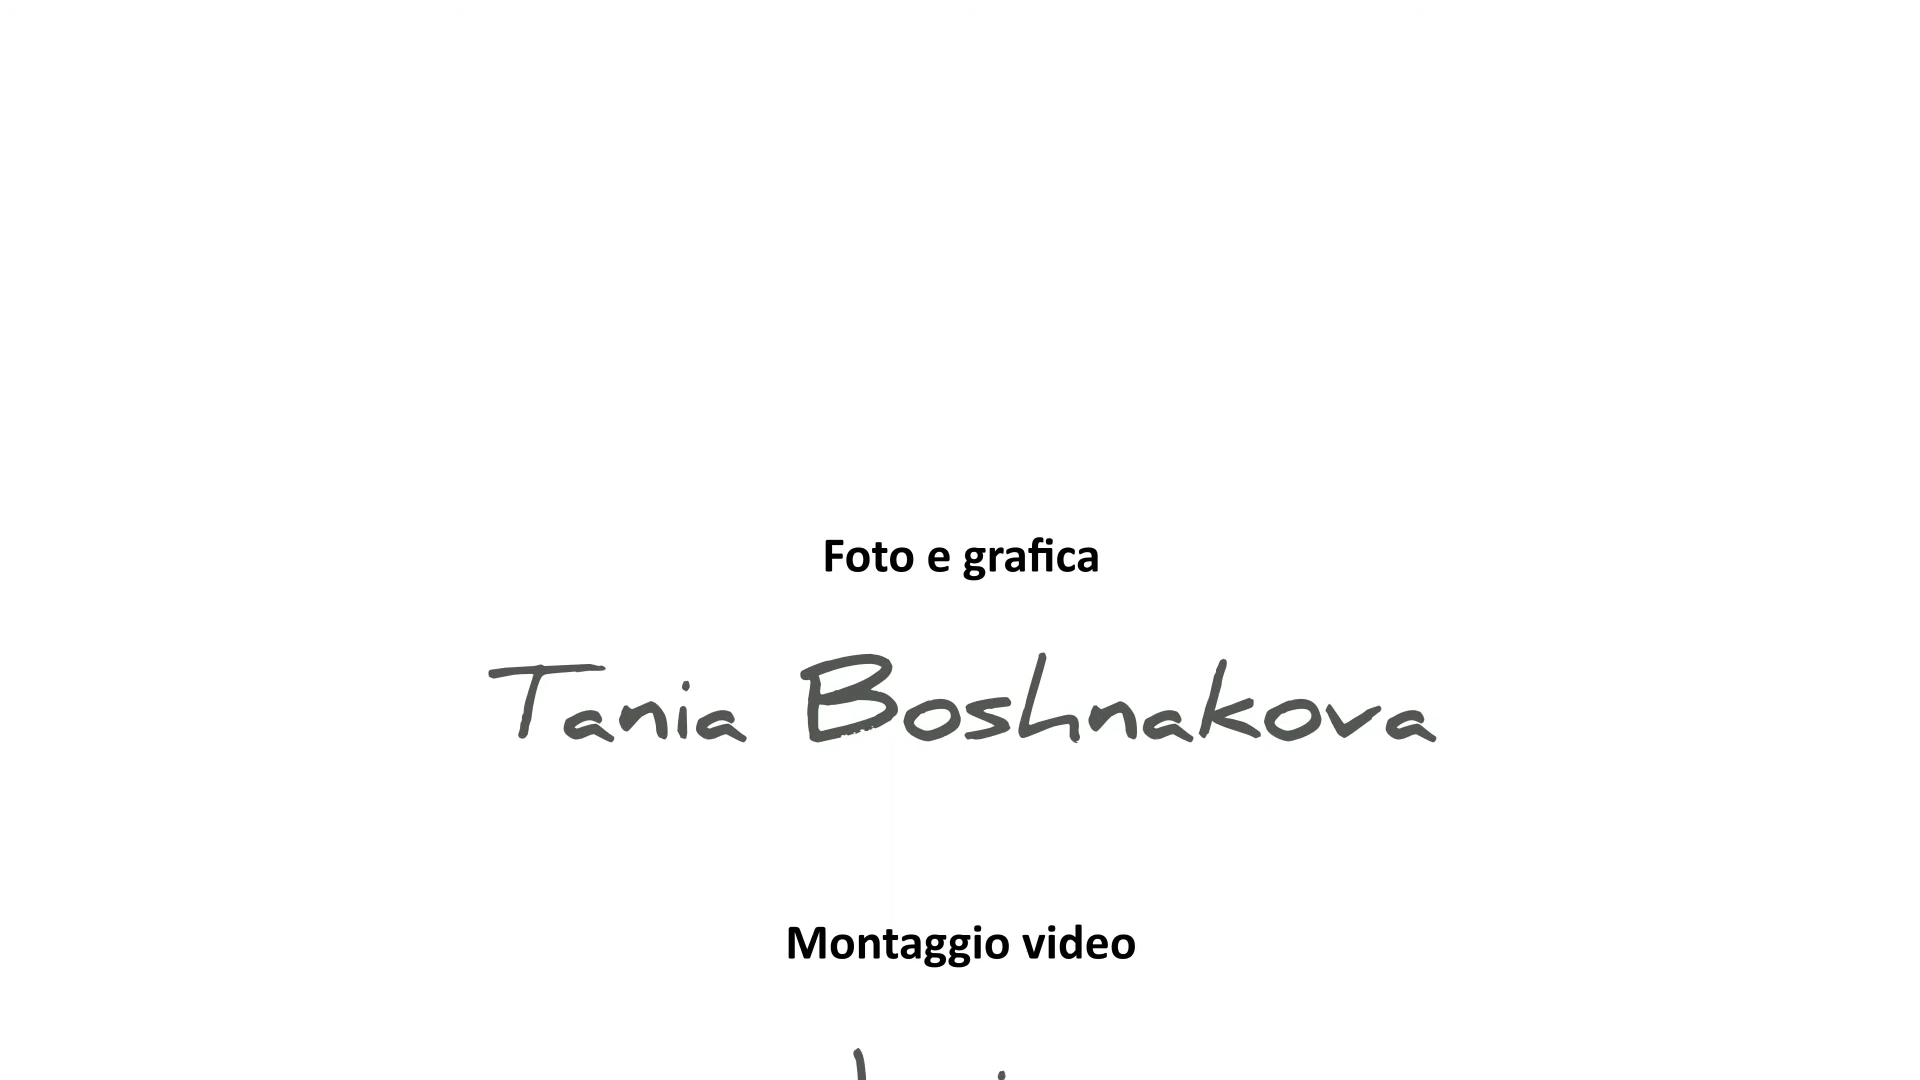 Foto e grafica
Tania Boshnakova
Montaggio video